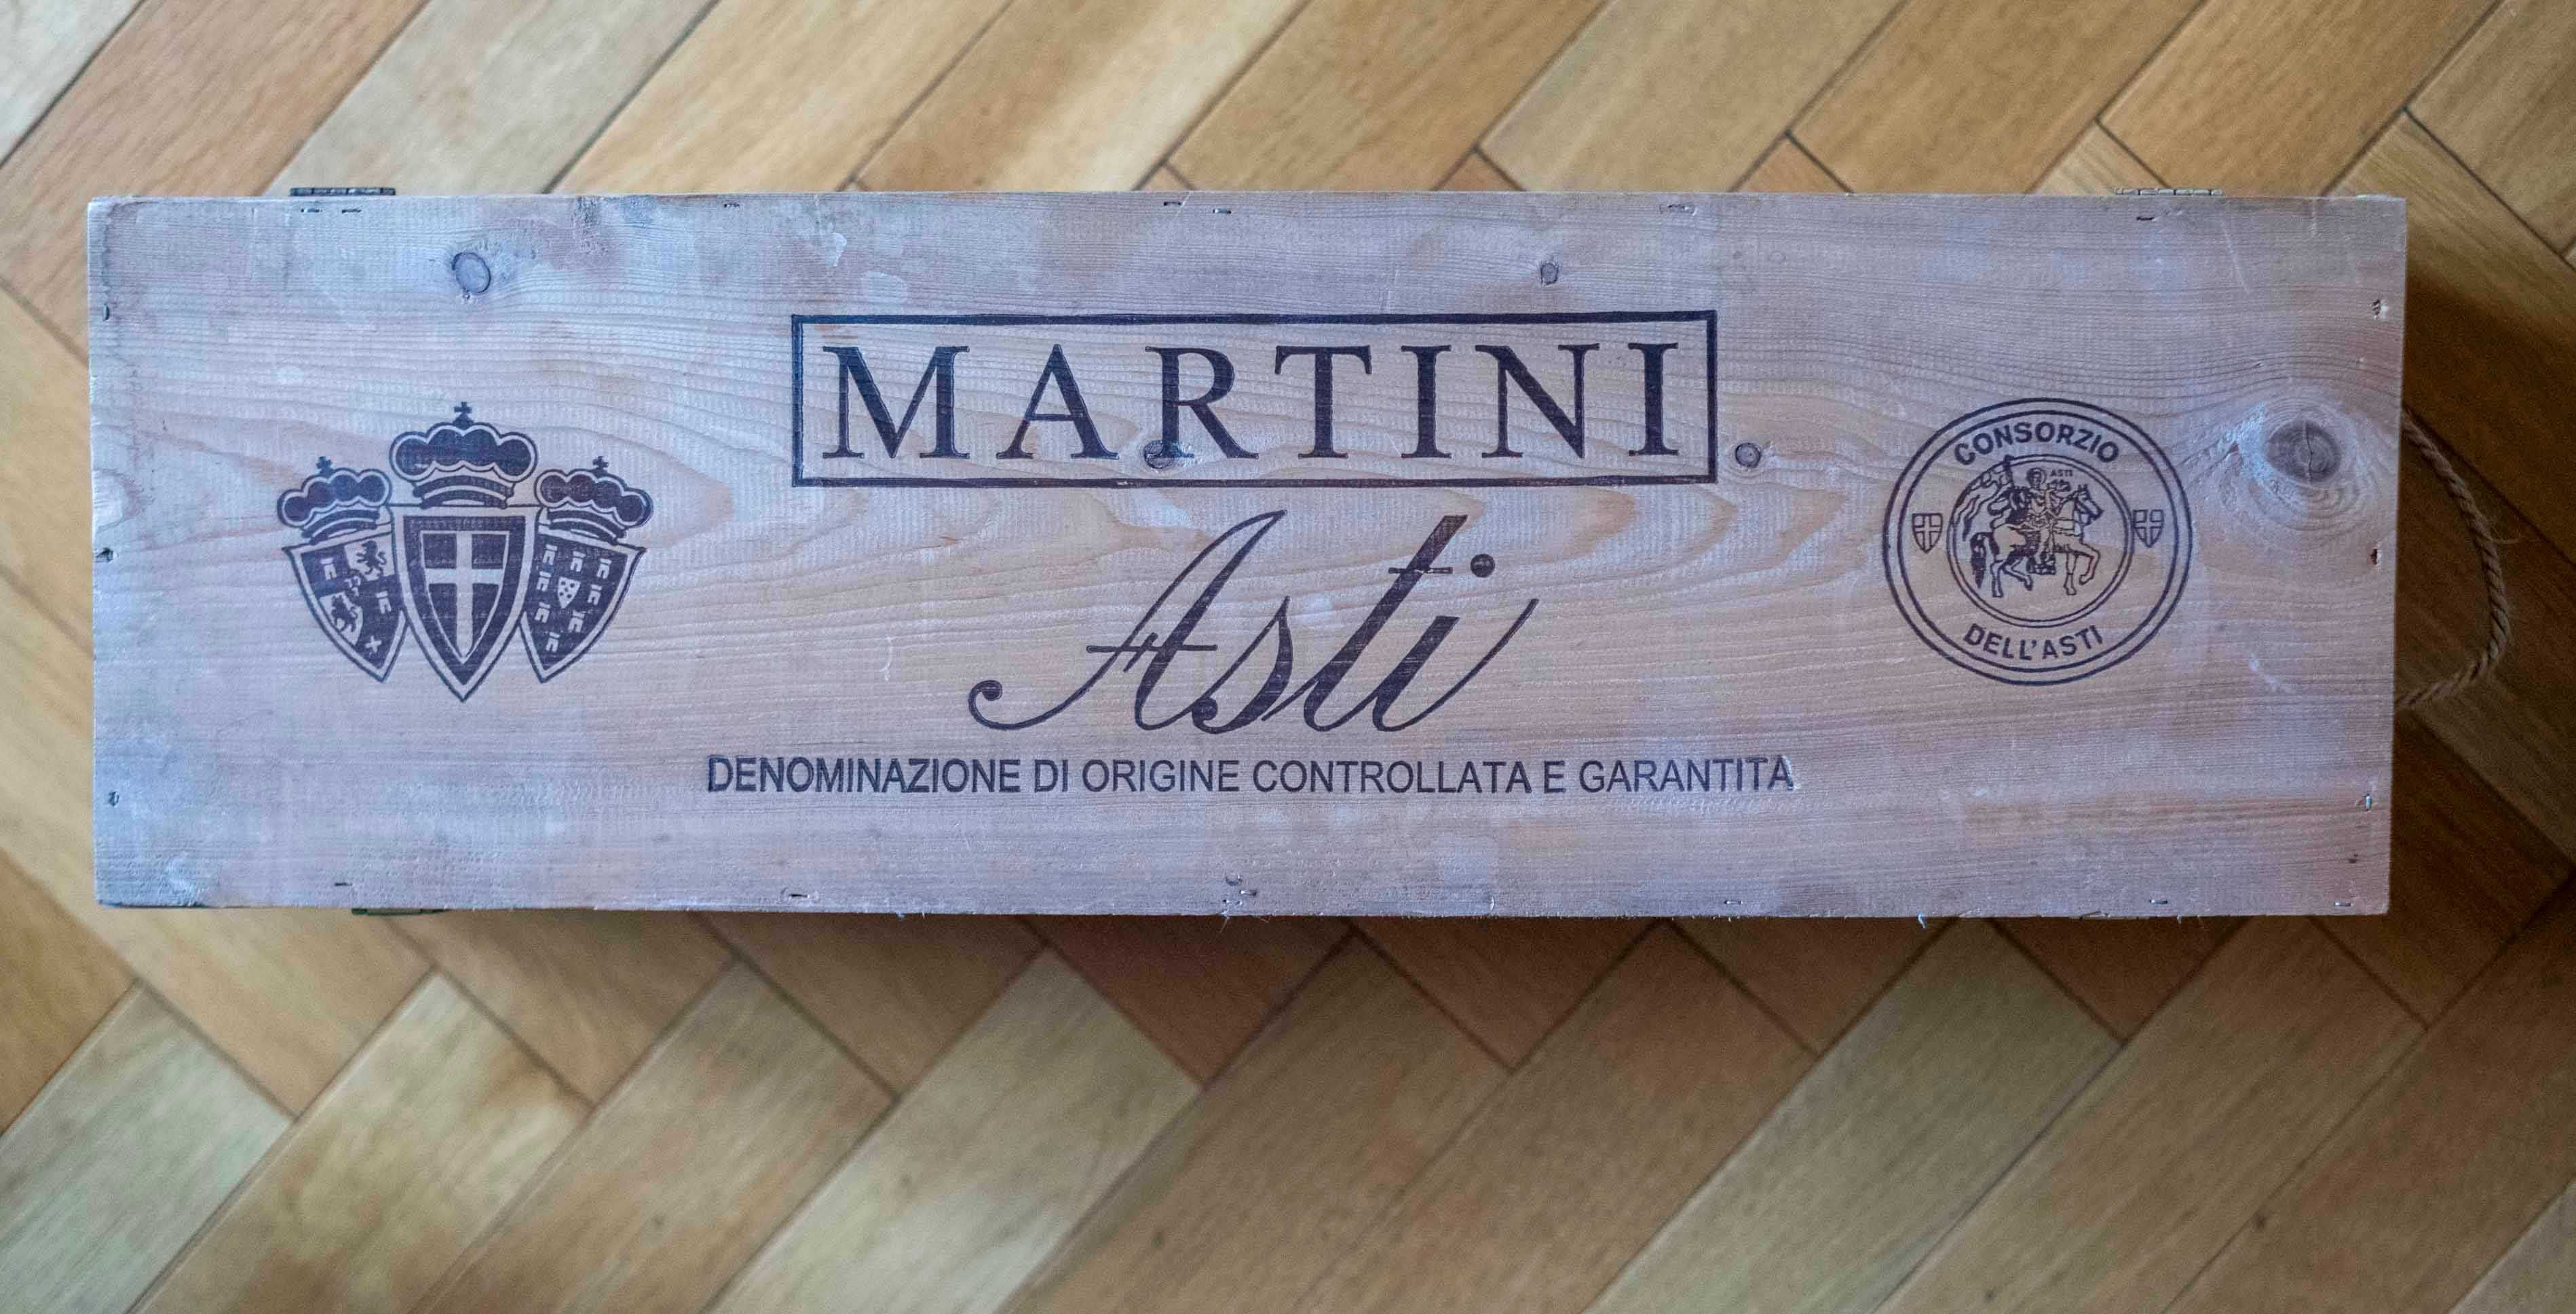 MARTINI
Asti
DENOMINAZIONE DI ORIGINE CONTROLLATA E GARANTITA
CONSORZIO
ASTI
DELL'ASTI